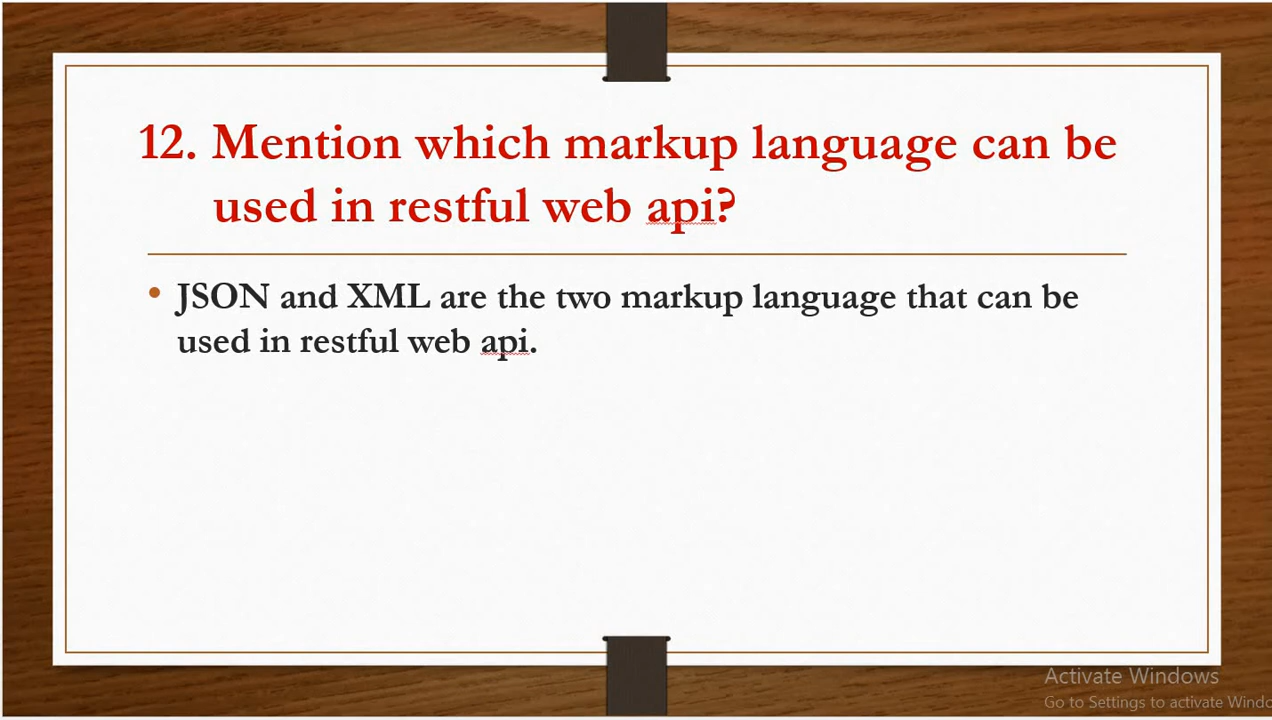 12. Mention which markup language can be
used in restful web api?
• JSON and XML are the two markup language that can be
used in restful web api.
Activate Windows
Go to Settings to activate Windo